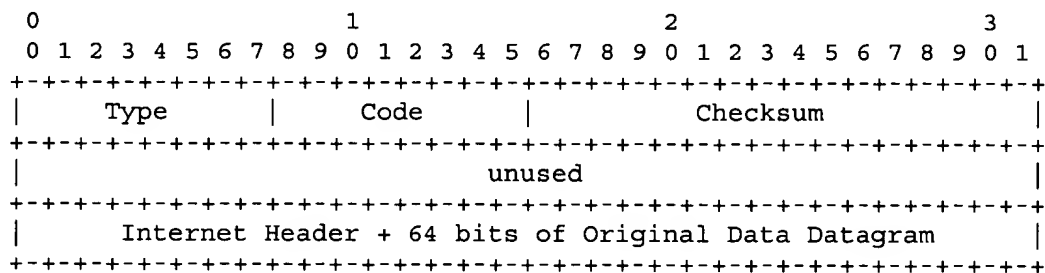 0 1 2 3
0 1 2 3 4 5 6 7 8 9 0 1 2 3 4 5 6 7 8 9 0 1 2 3 4 5 6 7 8 9 0 1
+-+-+-+-+-+-+-+-+-+-+-+-+-+-+-+-+-+-+-+-+-+-+-+-+-+-+-+-+-+-+-+-+
| Type | Code | Checksum |
+-+-+-+-+-+-+-+-+-+-+-+-+-+-+-+-+-+-+-+-+-+-+-+-+-+-+-+-+-+-+-+-+
| unused |
+-+-+-+-+-+-+-+-+-+-+-+-+-+-+-+-+-+-+-+-+-+-+-+-+-+-+-+-+-+-+-+-+
| Internet Header + 64 bits of Original Data Datagram |
+-+-+-+-+-+-+-+-+-+-+-+-+-+-+-+-+-+-+-+-+-+-+-+-+-+-+-+-+-+-+-+-+